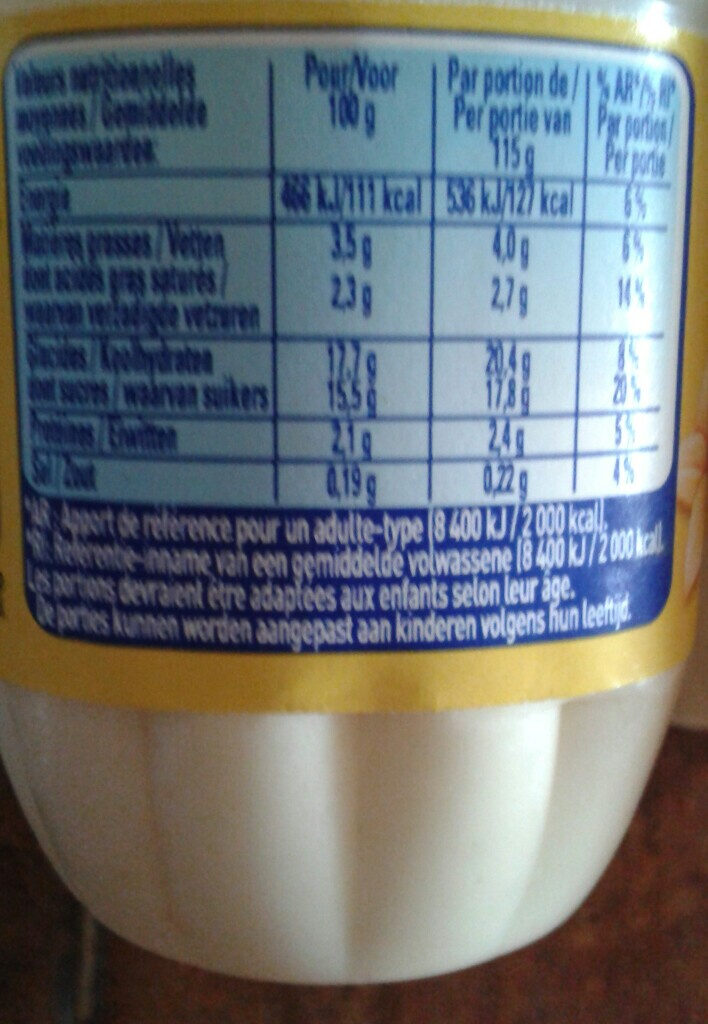 Valeurs nutritionnelles
moyennes / Gemiddelde
voedingswaarden:
Pour/Voor
100 g
Par portion de /
Per portie van
115 g
% AR*/% RI*
Par portion /
Per portie
Energie 466 kJ/111 kcal 536 kJ/127 kcal 6 %
Matières grasses / Vetten 3,5 g 4,0 g 6 %
dont acides gras saturés /
waarvan verzadigde vetzuren 2,3 g 2,7 g 14 %
Glucides / Koolhydraten 17,7 g 20,4 g 8 %
dont sucres / waarvan suikers 15,5 g 17,8 g 20 %
Protéines / Eiwitten 2,1 g 2,4 g 5 %
Sel / Zout 0,19 g 0,22 g 4 %
*AR : Apport de référence pour un adulte-type (8 400 kJ / 2 000 kcal).
*RI : Referentie-inname van een gemiddelde volwassene (8 400 kJ / 2 000 kcal).
Les portions devraient être adaptées aux enfants selon leur âge.
De porties kunnen worden aangepast aan kinderen volgens hun leeftijd.